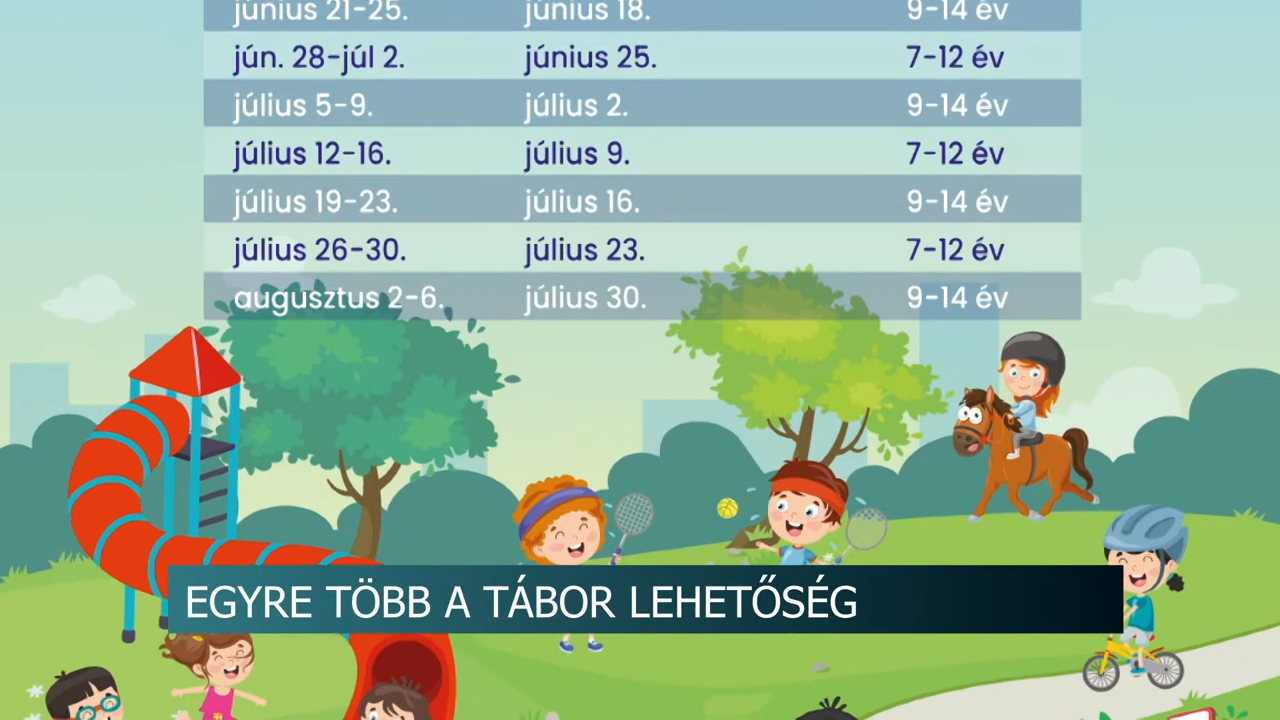 június 21-25. június 18. 9-14 év
jún. 28-júl 2. június 25. 7-12 év
július 5-9. július 2. 9-14 év
július 12-16. július 9. 7-12 év
július 19-23. július 16. 9-14 év
július 26-30. július 23. 7-12 év
augusztus 2-6. július 30. 9-14 év
EGYRE TÖBB A TÁBOR LEHETŐSÉG